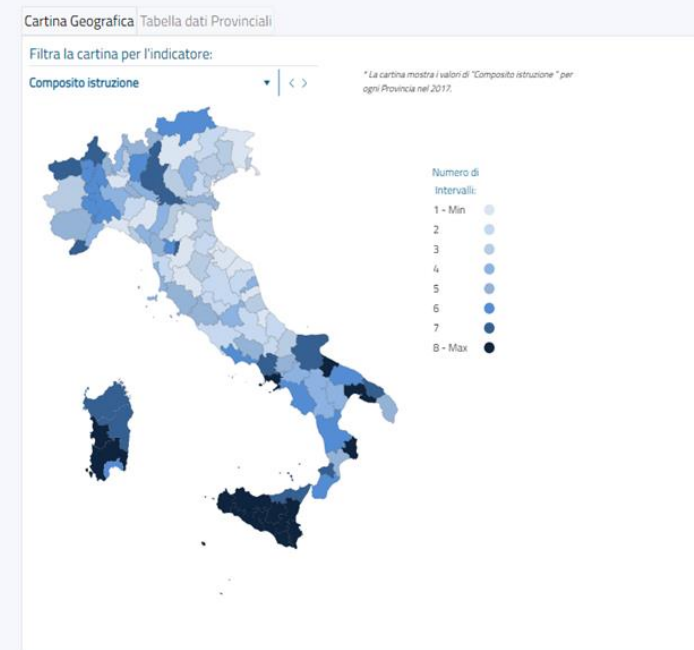 Cartina Geografica Tabella dati Provinciali
Filtra la cartina per l'indicatore:
Composito istruzione
* La cartina mostra i valori di "Composito istruzione " per
ogni Provincia nel 2017.
Numero di
Intervalli:
1 - Min
2
3
4
5
6
7
8 - Max